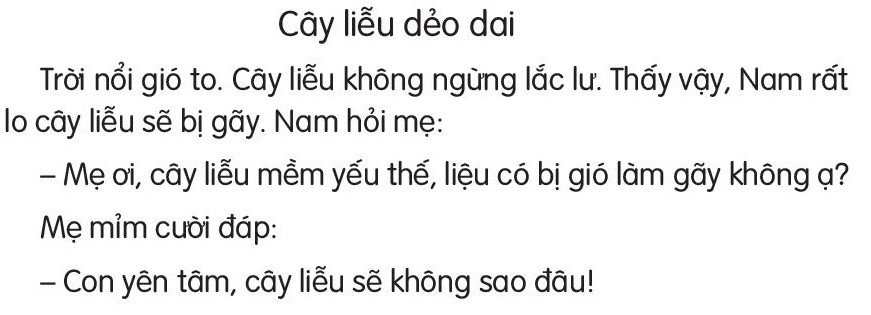 Cây liễu dẻo dai
Trời nổi gió to. Cây liễu không ngừng lắc lư. Thấy vậy, Nam rất
lo cây liễu sẽ bị gãy. Nam hỏi mẹ:
– Mẹ ơi, cây liễu mềm yếu thế, liệu có bị gió làm gãy không ạ?
Mẹ mỉm cười đáp:
– Con yên tâm, cây liễu sẽ không sao đâu!